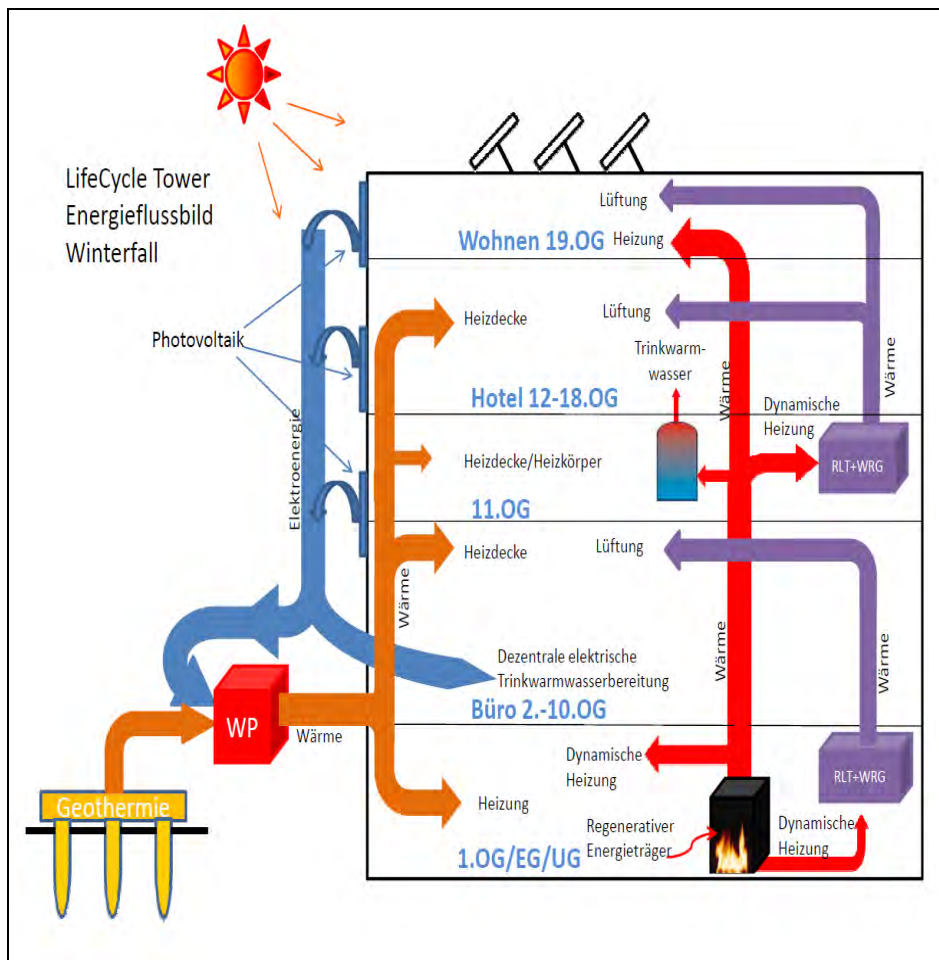 LifeCycle Tower
Energieflussbild
Winterfall
Lüftung
Wohnen 19.OG
Heizung
Heizdecke
Lüftung
Photovoltaik
Trinkwarm-
wasser
Wärme
Wärme
Hotel 12-18.OG
Dynamische
Heizung
Elektroenergie
Heizdecke/Heizkörper
RLT+WRG
11.OG
Heizdecke
Lüftung
Wärme
Wärme
Wärme
Dezentrale elektrische
Trinkwarmwasserbereitung
Büro 2.-10.OG
WP
Wärme
Dynamische
Heizung
RLT+WRG
Geothermie
Heizung
Regenerativer
Energieträger
Dynamische
Heizung
1.OG/EG/UG